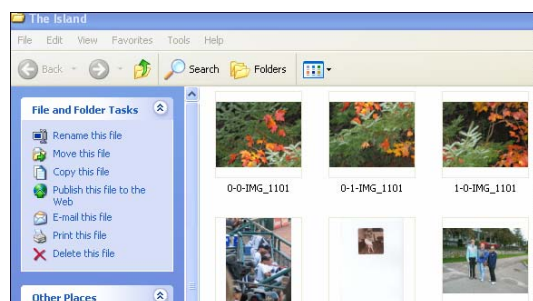 The Island
File Edit View Favorites Tools Help
Back Search Folders
File and Folder Tasks
Rename this file
Move this file
Copy this file
Publish this file to the
Web
E-mail this file
Print this file
Delete this file
Other Places
0-0-IMG_1101 0-1-IMG_1101 1-0-IMG_1101